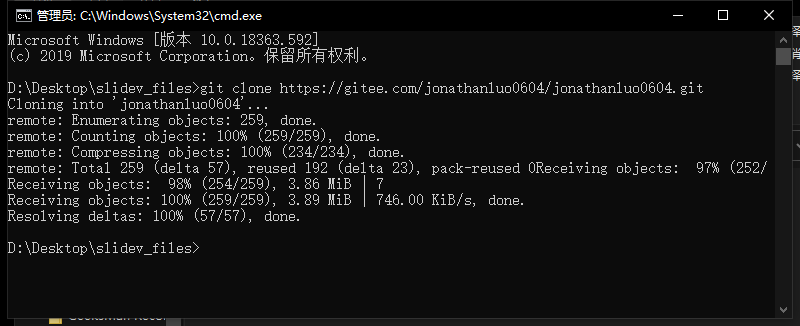 管理员: C:\Windows\System32\cmd.exe
Microsoft Windows [版本 10.0.18363.592]
(c) 2019 Microsoft Corporation。保留所有权利。
D:\Desktop\slidev_files>git clone https://gitee.com/jonathanluo0604/jonathanluo0604.git
Cloning into 'jonathanluo0604'...
remote: Enumerating objects: 259, done.
remote: Counting objects: 100% (259/259), done.
remote: Compressing objects: 100% (234/234), done.
remote: Total 259 (delta 57), reused 192 (delta 23), pack-reused 0Receiving objects:  97% (252/
Receiving objects:  98% (254/259), 3.86 MiB | 7
Receiving objects: 100% (259/259), 3.89 MiB | 746.00 KiB/s, done.
Resolving deltas: 100% (57/57), done.
D:\Desktop\slidev_files>